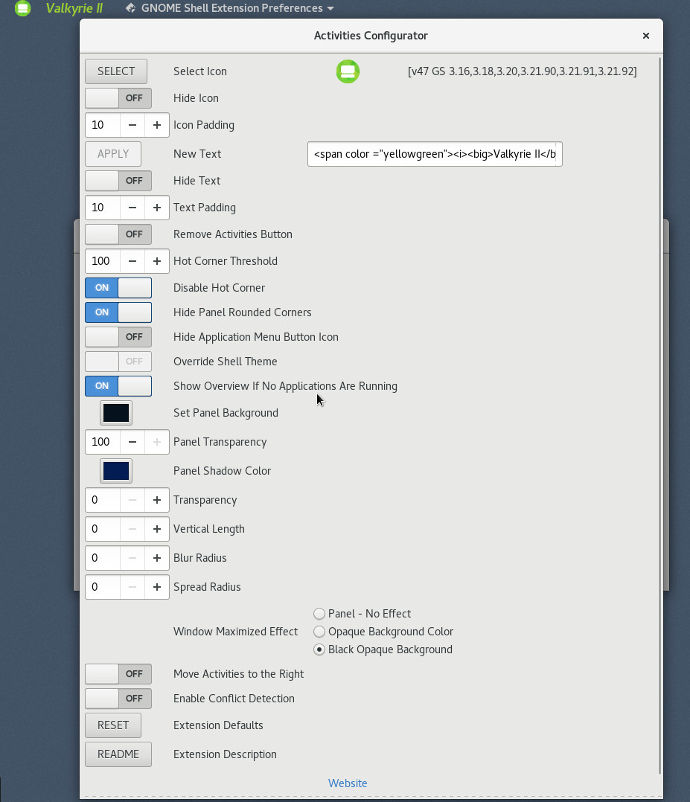 Valkyrie II GNOME Shell Extension Preferences
Activities Configurator
SELECT Select Icon [v47 GS 3.16,3.18,3.20,3.21.90,3.21.91,3.21.92]
OFF Hide Icon
10 Icon Padding
APPLY New Text <span color ="yellowgreen"><i><big>Valkyrie II</b
OFF Hide Text
10 Text Padding
OFF Remove Activities Button
100 Hot Corner Threshold
ON Disable Hot Corner
ON Hide Panel Rounded Corners
OFF Hide Application Menu Button Icon
OFF Override Shell Theme
ON Show Overview If No Applications Are Running
Set Panel Background
100 Panel Transparency
Panel Shadow Color
0 Transparency
0 Vertical Length
0 Blur Radius
0 Spread Radius
Panel - No Effect
Window Maximized Effect Opaque Background Color
Black Opaque Background
OFF Move Activities to the Right
OFF Enable Conflict Detection
RESET Extension Defaults
README Extension Description
Website